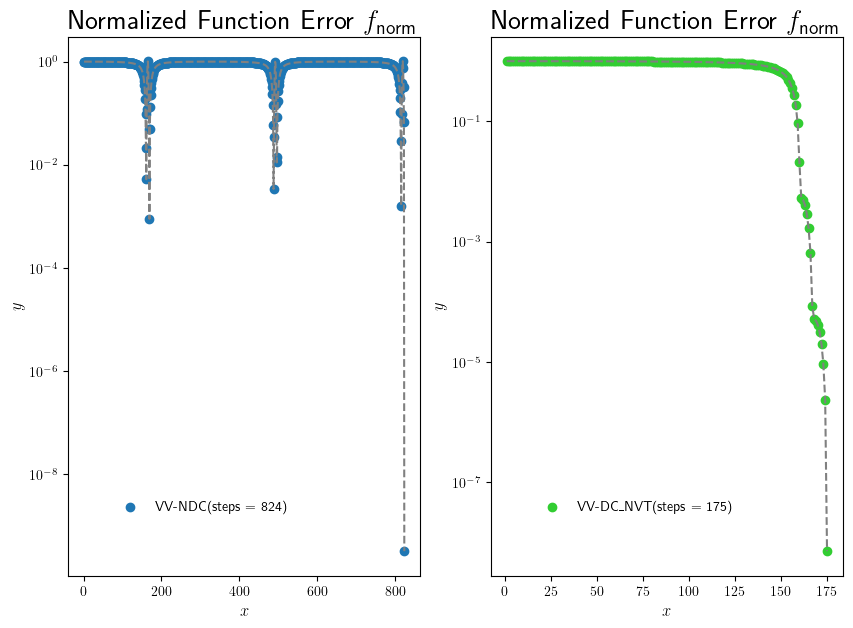 Normalized Function Error f_norm
10^0
10^-2
10^-4
10^-6
10^-8
y
VV-NDC(steps = 824)
0 200 400 600 800
x
Normalized Function Error f_norm
10^-1
10^-3
10^-5
10^-7
y
VV-DC_NVT(steps = 175)
0 25 50 75 100 125 150 175
x